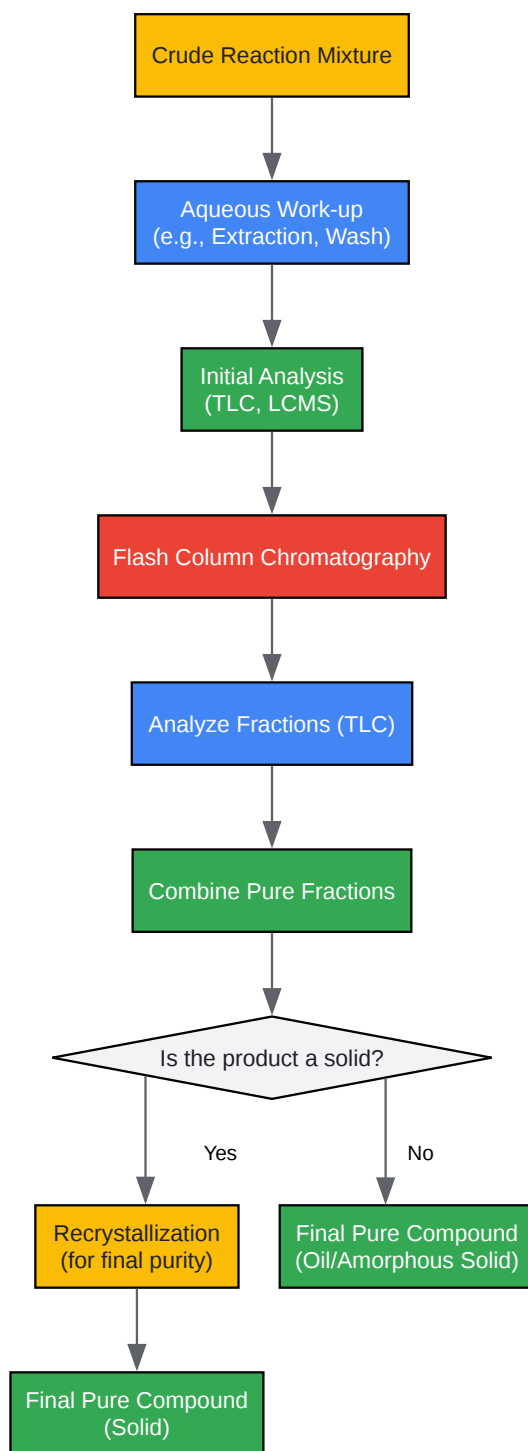 Crude Reaction Mixture
Aqueous Work-up
(e.g., Extraction, Wash)
Initial Analysis
(TLC, LCMS)
Flash Column Chromatography
Analyze Fractions (TLC)
Combine Pure Fractions
Is the product a solid?
Yes
No
Recrystallization
(for final purity)
Final Pure Compound
(Oil/Amorphous Solid)
Final Pure Compound
(Solid)